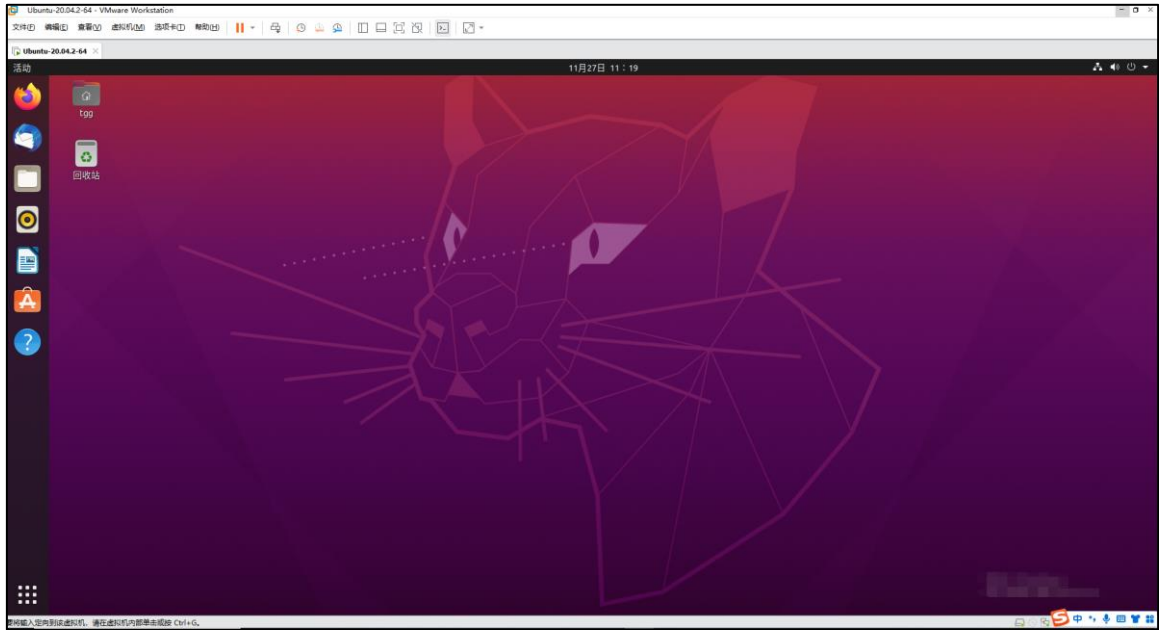 Ubuntu-20.04.2-64 - VMware Workstation
文件(F) 编辑(E) 查看(V) 虚拟机(M) 选项卡(T) 帮助(H)
Ubuntu-20.04.2-64
活动 11月27日 11：19
tgg
回收站
要将输入定向到该虚拟机，请在虚拟机内部单击或按 Ctrl+G。
中